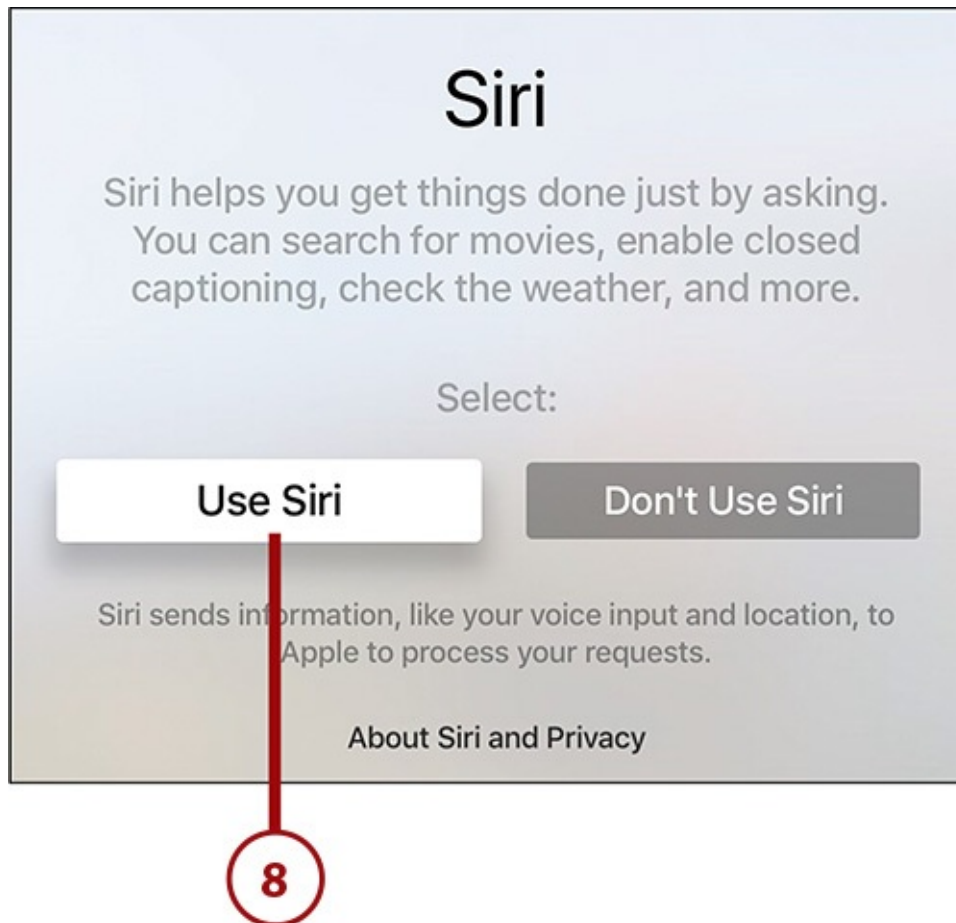 Siri
Siri helps you get things done just by asking.
You can search for movies, enable closed
captioning, check the weather, and more.
Select:
Use Siri
Don't Use Siri
Siri sends information, like your voice input and location, to
Apple to process your requests.
About Siri and Privacy
8